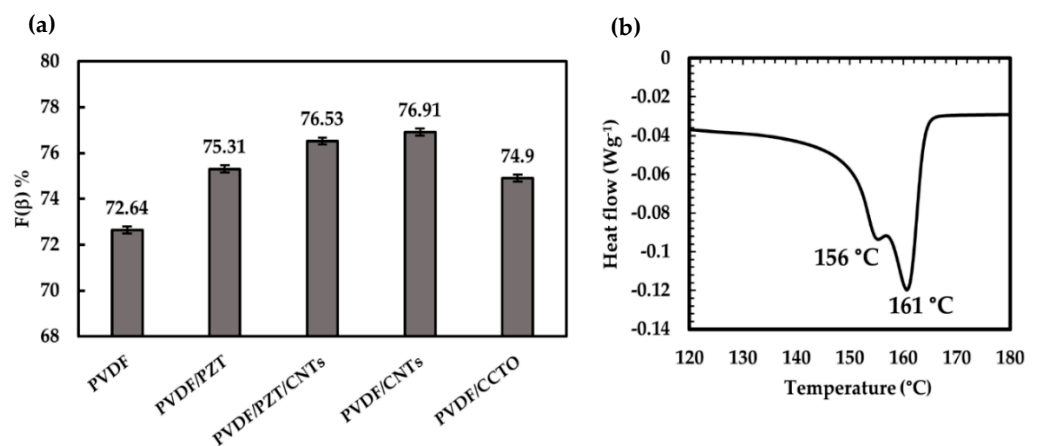 (a)
F(β) %
80
78
76
74
72
70
68
72.64
75.31
76.53
76.91
74.9
PVDF
PVDF/PZT
PVDF/PZT/CNTs
PVDF/CNTs
PVDF/CCTO
(b)
Heat flow (Wg⁻¹)
0
-0.02
-0.04
-0.06
-0.08
-0.1
-0.12
-0.14
156 °C
161 °C
120 130 140 150 160 170 180
Temperature (°C)